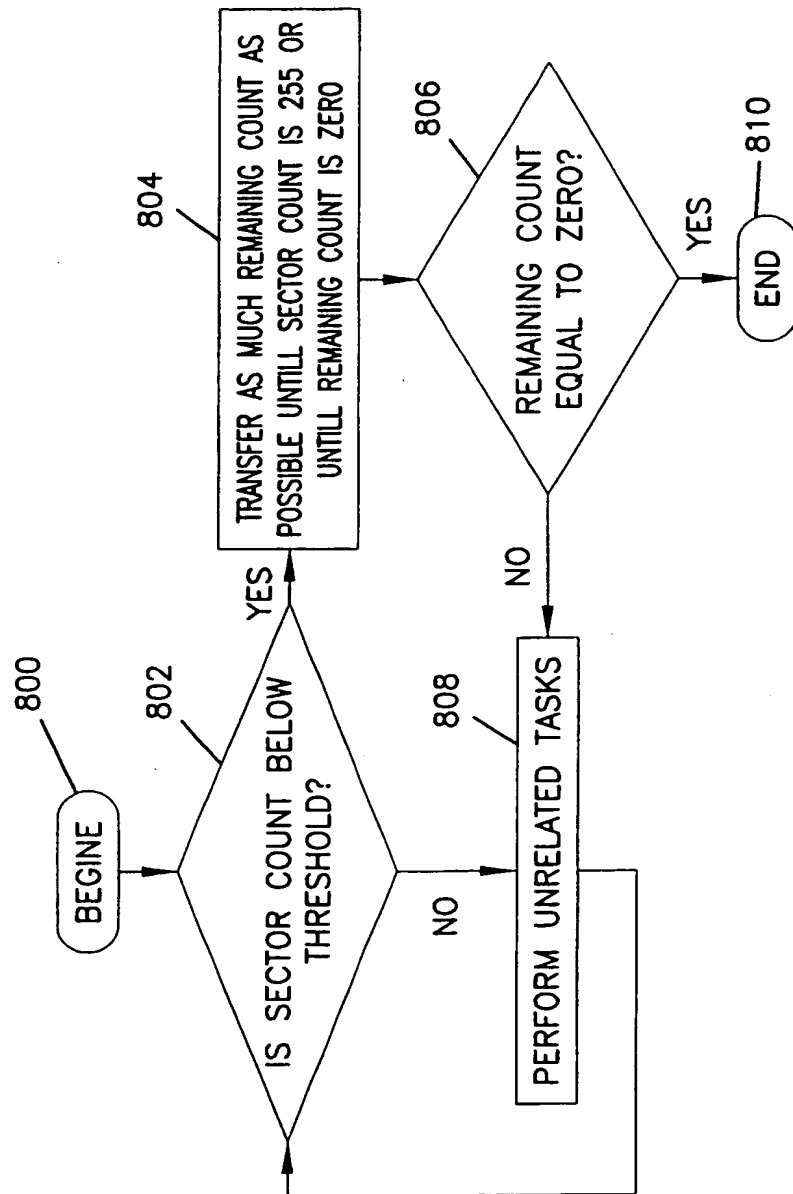 800
BEGINE
802
IS SECTOR COUNT BELOW
THRESHOLD?
YES
NO
804
TRANSFER AS MUCH REMAINING COUNT AS
POSSIBLE UNTILL SECTOR COUNT IS 255 OR
UNTILL REMAINING COUNT IS ZERO
806
REMAINING COUNT
EQUAL TO ZERO?
NO
YES
808
PERFORM UNRELATED TASKS
810
END